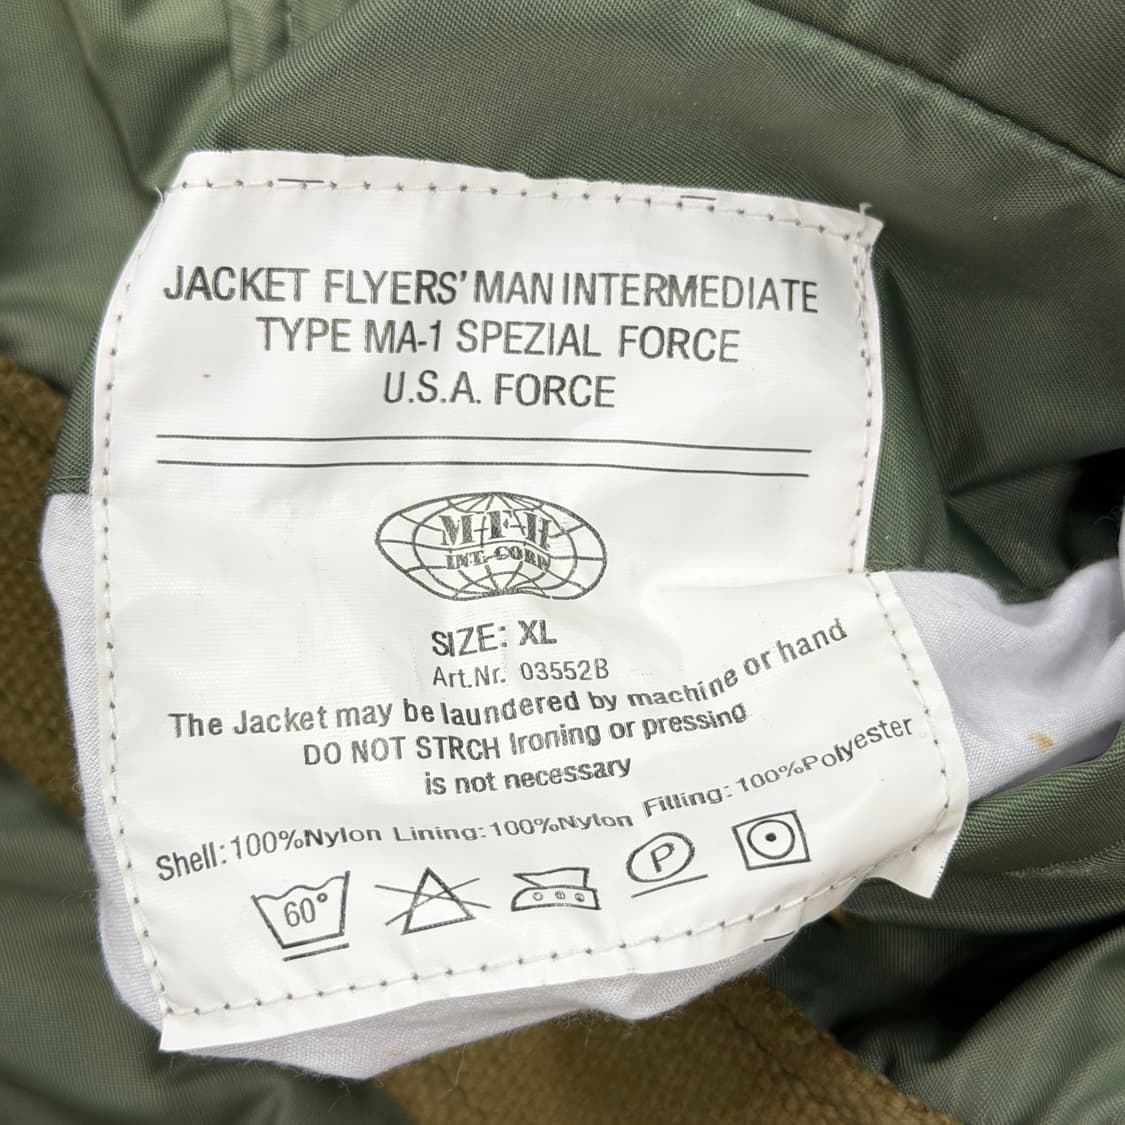 JACKET FLYERS' MAN INTERMEDIATE
TYPE MA-1 SPEZIAL FORCE
U.S.A. FORCE
M-F-H
INT.-CORP
SIZE: XL
Art.Nr. 03552B
The Jacket may be laundered by machine or hand
DO NOT STRCH Ironing or pressing
is not necessary
Shell:100%Nylon Lining:100%Nylon Filling:100%Polyester
60° P